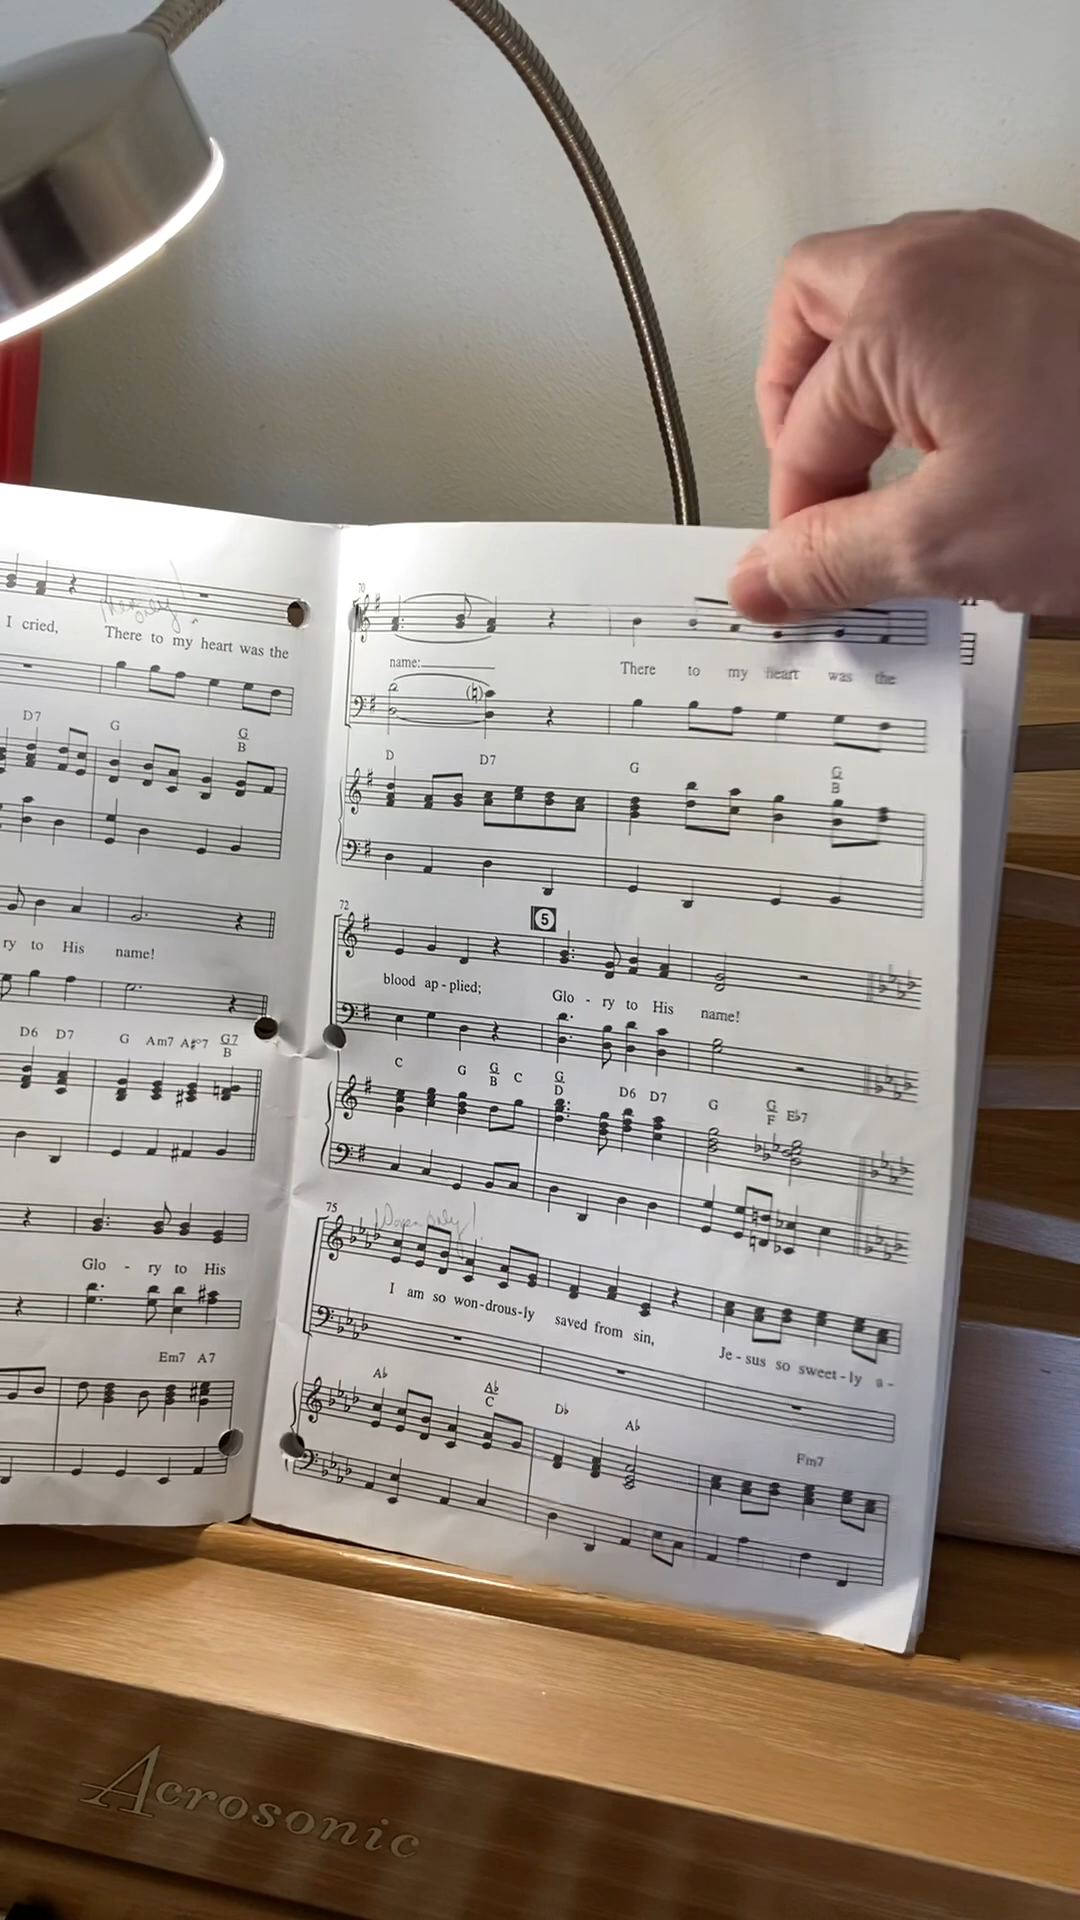 I cried, There to my heart was the
D7 G G
B
ry to His name!
D6 D7 G Am7 A♯°7 G7
B
Glo - ry to His
Em7 A7
70
name: There to my heart was the
D D7 G G
B
72
5
blood ap - plied; Glo - ry to His name!
C G G C G D6 D7 G G E♭7
B D F
75
I am so won-drous-ly saved from sin, Je - sus so sweet - ly a -
A♭ A♭ D♭ A♭ Fm7
C
Acrosonic